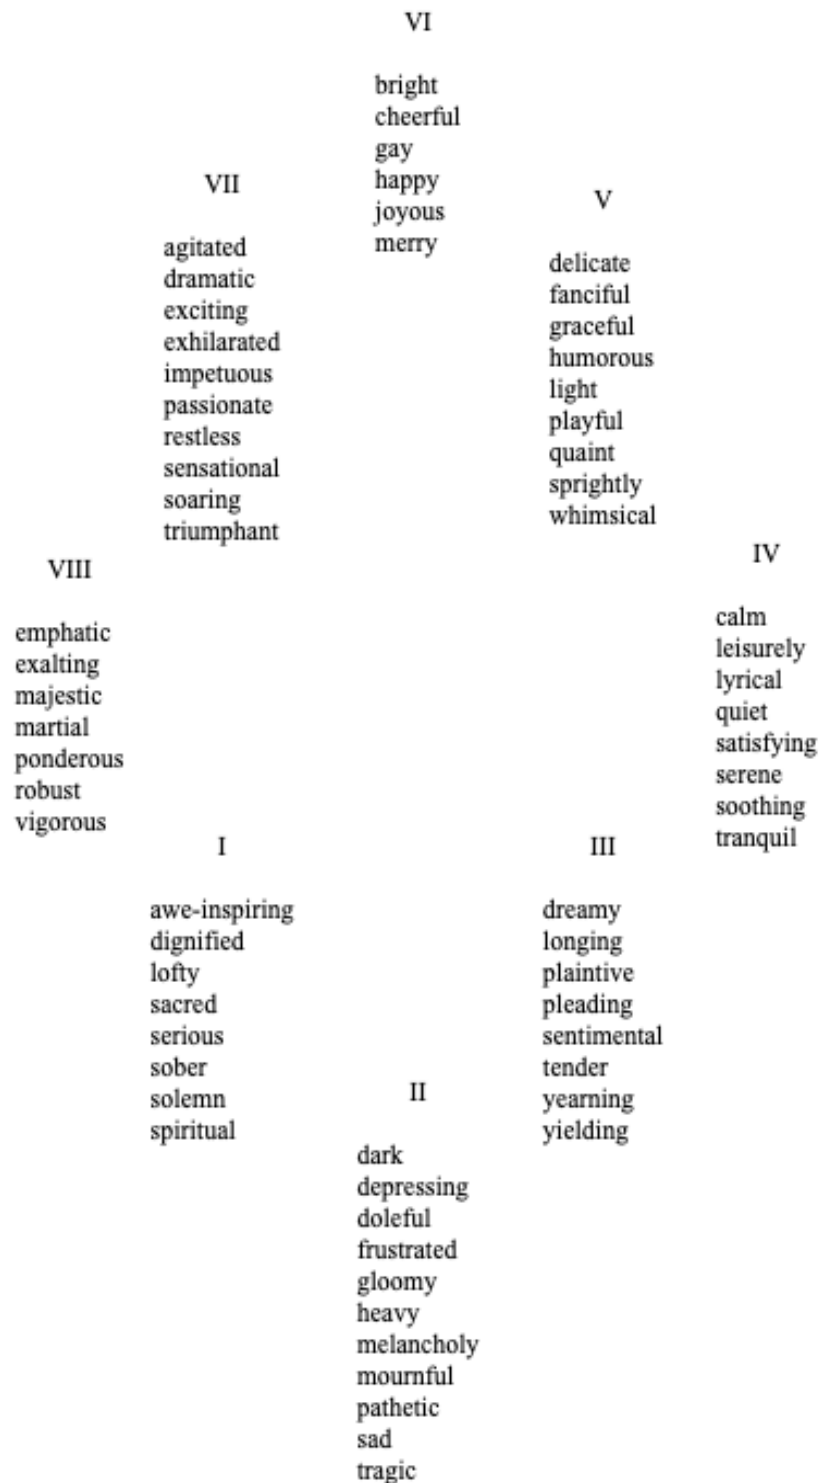 VI
bright
cheerful
gay
happy
joyous
merry
VII
agitated
dramatic
exciting
exhilarated
impetuous
passionate
restless
sensational
soaring
triumphant
V
delicate
fanciful
graceful
humorous
light
playful
quaint
sprightly
whimsical
VIII
emphatic
exalting
majestic
martial
ponderous
robust
vigorous
IV
calm
leisurely
lyrical
quiet
satisfying
serene
soothing
tranquil
I
awe-inspiring
dignified
lofty
sacred
serious
sober
solemn
spiritual
III
dreamy
longing
plaintive
pleading
sentimental
tender
yearning
yielding
II
dark
depressing
doleful
frustrated
gloomy
heavy
melancholy
mournful
pathetic
sad
tragic